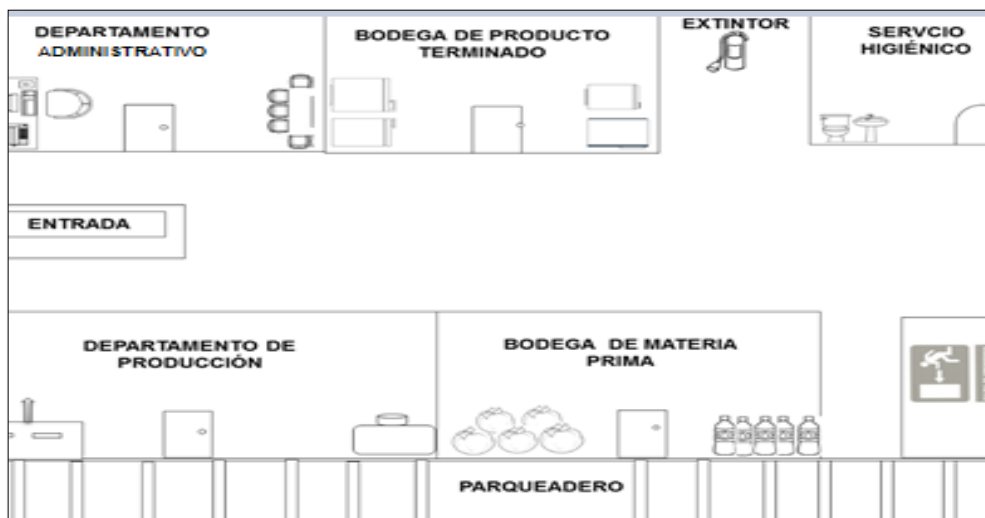 DEPARTAMENTO
ADMINISTRATIVO
BODEGA DE PRODUCTO
TERMINADO
EXTINTOR
SERVCIO
HIGIÉNICO
ENTRADA
DEPARTAMENTO DE
PRODUCCIÓN
BODEGA DE MATERIA
PRIMA
PARQUEADERO